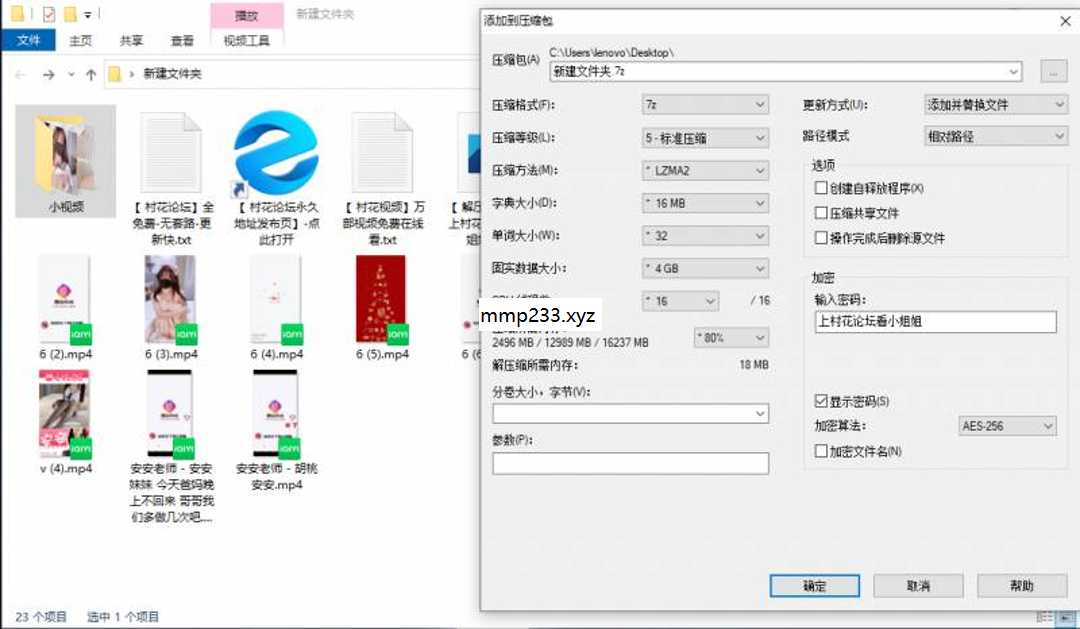 播放
新建文件夹
文件
主页
共享
查看
视频工具
新建文件夹
小视频
【 村花论坛】全
免费-无套路-更
新快.txt
【 村花论坛永久
地址发布页】-点
此打开
【 村花视频】万
部视频免费在线
看.txt
【 解
上村花
6 (2).mp4
6 (3).mp4
6 (4).mp4
6 (5).mp4
6 (6
v (4).mp4
安安老师 - 安安
妹妹 今天爸妈晚
上不回来 哥哥我
们多做几次吧....
安安老师 - 胡桃
安安.mp4
23 个项目
选中 1 个项目
添加到压缩包
压缩包(A)
C:\Users\lenovo\Desktop\
新建文件夹.7z
...
压缩格式(F):
7z
压缩等级(L):
5 - 标准压缩
压缩方法(M):
* LZMA2
字典大小(D):
* 16 MB
单词大小(W):
* 32
固实数据大小:
* 4 GB
* 16
/ 16
mmp233.xyz
2496 MB / 12989 MB / 16237 MB
* 80%
解压缩所需内存:
18 MB
分卷大小，字节(V):
参数(P):
更新方式(U):
添加并替换文件
路径模式
相对路径
选项
创建自释放程序(X)
压缩共享文件
操作完成后删除源文件
加密
输入密码:
上村花论坛看小姐姐
显示密码(S)
加密算法:
AES-256
加密文件名(N)
确定
取消
帮助